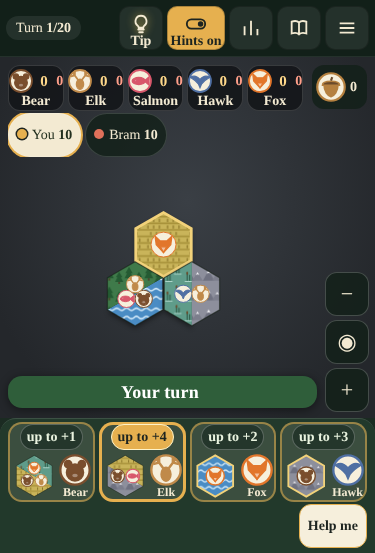 Turn 1/20
Tip
Hints on
0 0 0 0 0 0 0 0 0 0 0
Bear Elk Salmon Hawk Fox
You 10 Bram 10
Your turn
up to +1 up to +4 up to +2 up to +3
Bear Elk Fox Hawk
Help me